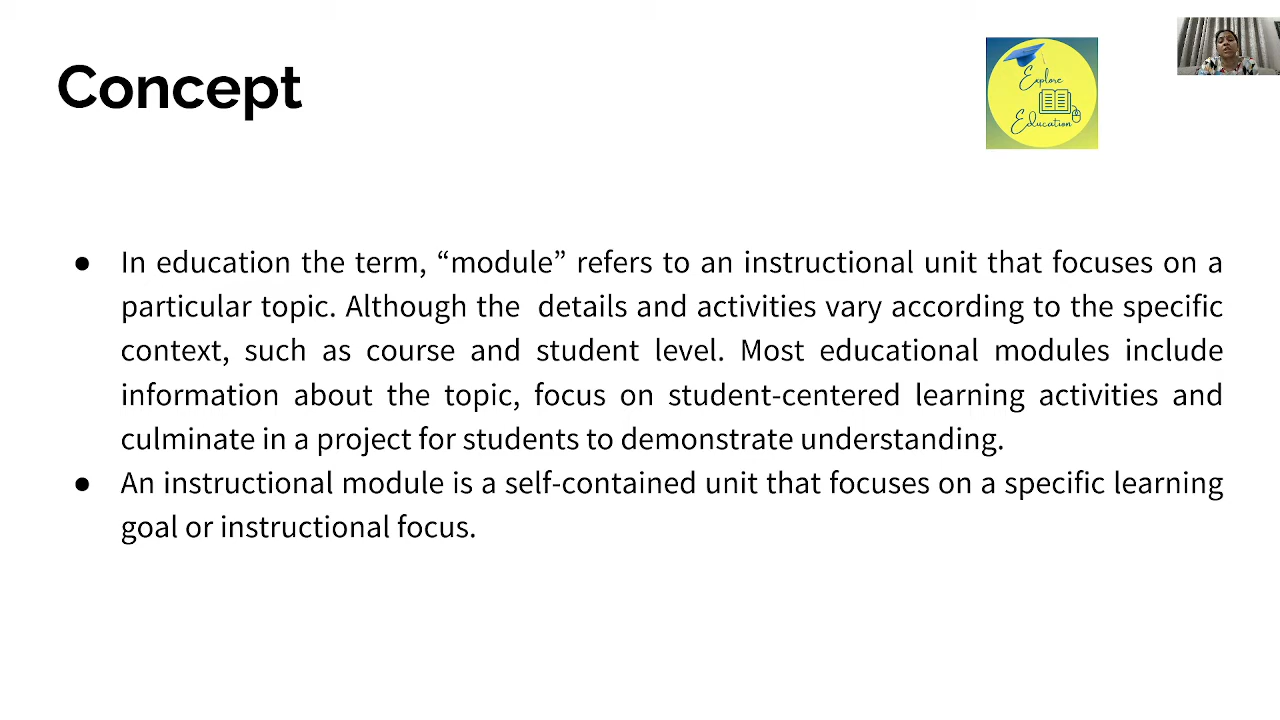 Concept
Explore
Education
● In education the term, “module” refers to an instructional unit that focuses on a
particular topic. Although the details and activities vary according to the specific
context, such as course and student level. Most educational modules include
information about the topic, focus on student-centered learning activities and
culminate in a project for students to demonstrate understanding.
● An instructional module is a self-contained unit that focuses on a specific learning
goal or instructional focus.